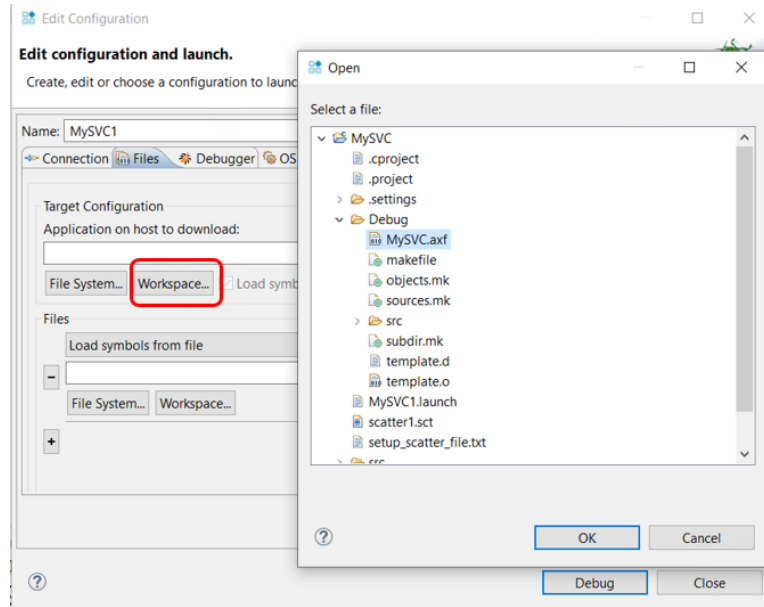 Edit Configuration
Edit configuration and launch.
Create, edit or choose a configuration to launc
Name: MySVC1
Connection Files Debugger OS
Target Configuration
Application on host to download:
File System... Workspace... Load symb
Files
Load symbols from file
-
File System... Workspace...
+
Debug Close
Open
Select a file:
MySVC
.cproject
.project
.settings
Debug
MySVC.axf
makefile
objects.mk
sources.mk
src
subdir.mk
template.d
template.o
MySVC1.launch
scatter1.sct
setup_scatter_file.txt
src
OK Cancel